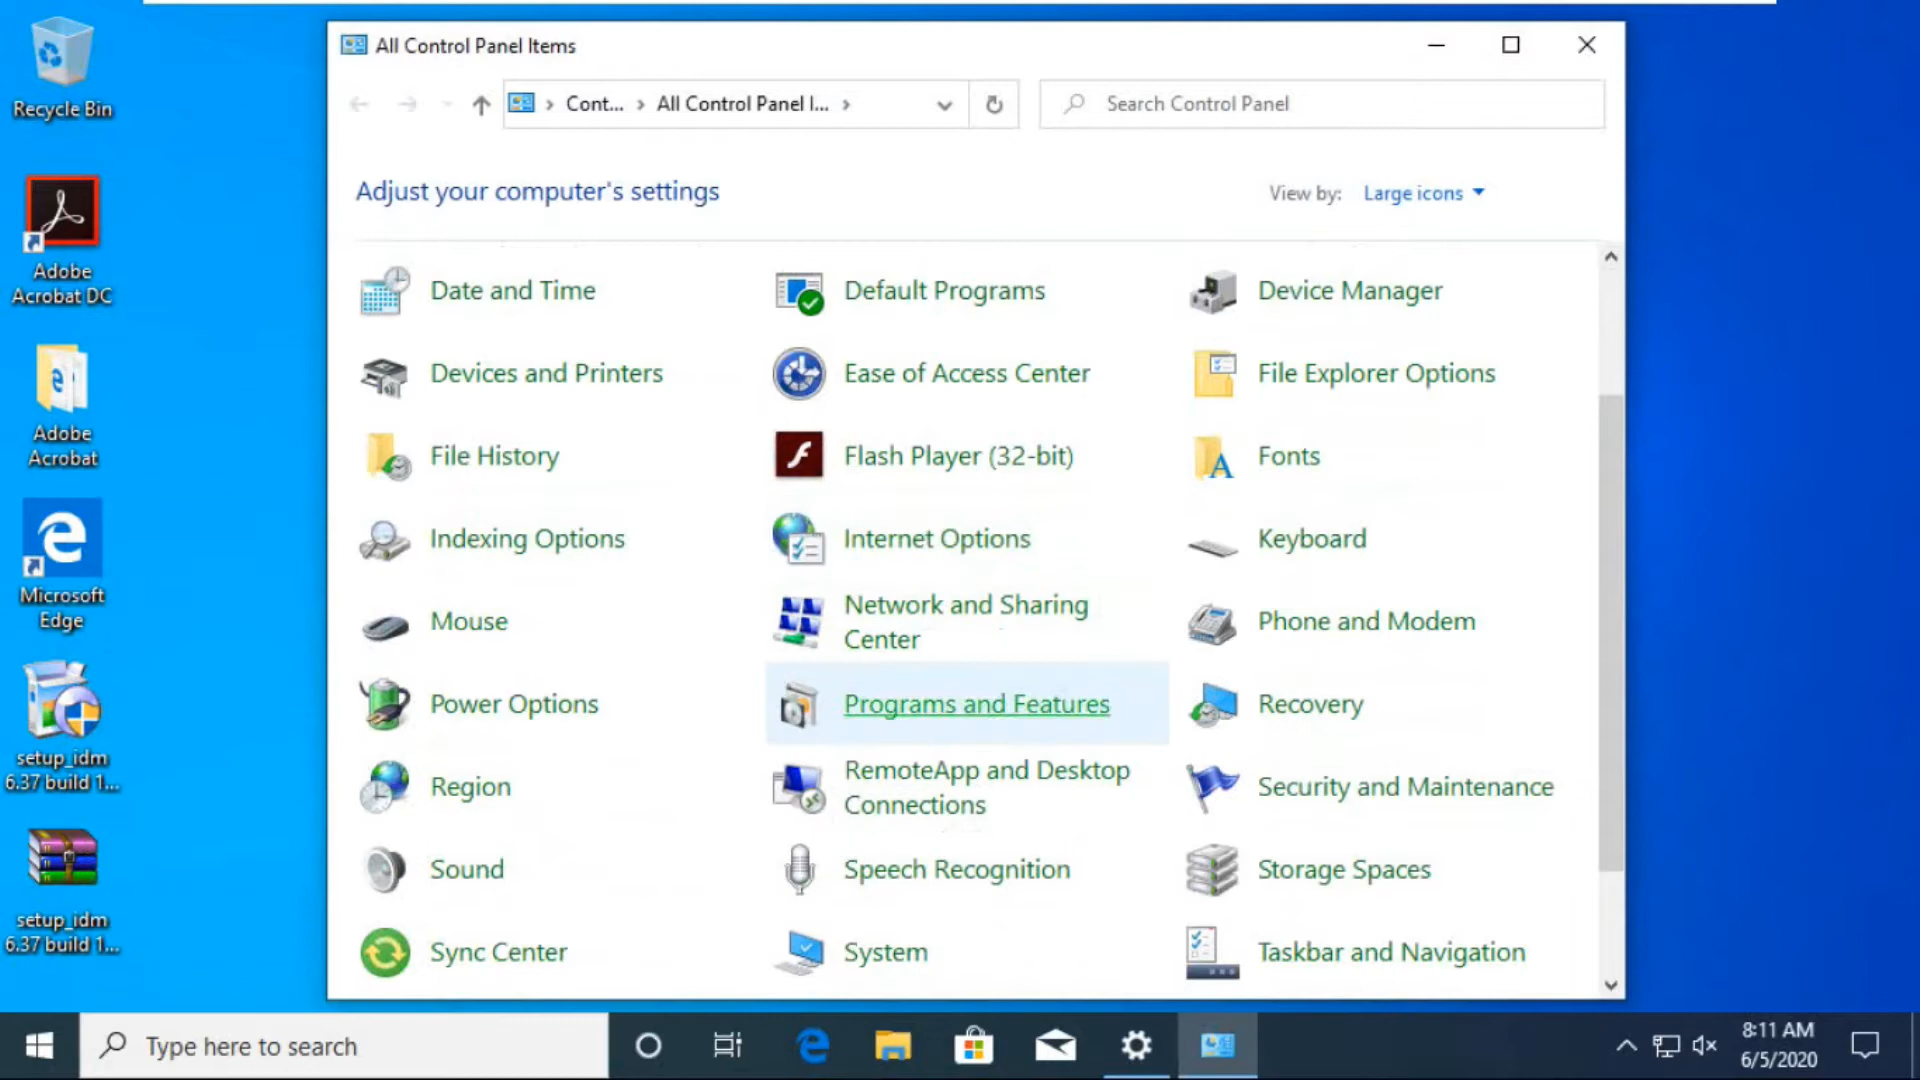 Recycle Bin
Adobe
Acrobat DC
Adobe
Acrobat
Microsoft
Edge
setup_idm
6.37 build 1...
setup_idm
6.37 build 1...
All Control Panel Items
Cont...
All Control Panel I...
Search Control Panel
Adjust your computer's settings
View by:
Large icons
Date and Time
Default Programs
Device Manager
Devices and Printers
Ease of Access Center
File Explorer Options
File History
Flash Player (32-bit)
Fonts
Indexing Options
Internet Options
Keyboard
Mouse
Network and Sharing
Center
Phone and Modem
Power Options
Programs and Features
Recovery
Region
RemoteApp and Desktop
Connections
Security and Maintenance
Sound
Speech Recognition
Storage Spaces
Sync Center
System
Taskbar and Navigation
Type here to search
8:11 AM
6/5/2020